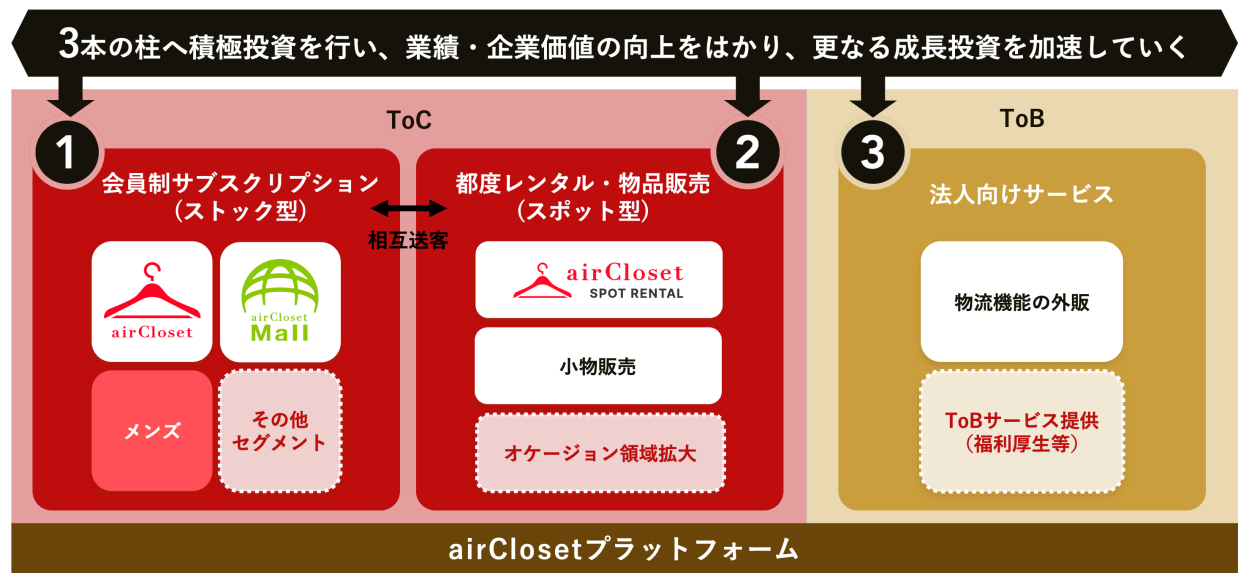 3本の柱へ積極投資を行い、業績・企業価値の向上をはかり、更なる成長投資を加速していく
ToC
ToB
1
会員制サブスクリプション
（ストック型）
相互送客
airCloset
airCloset
Mall
メンズ
その他
セグメント
2
都度レンタル・物品販売
（スポット型）
airCloset
SPOT RENTAL
小物販売
オケージョン領域拡大
3
法人向けサービス
物流機能の外販
ToBサービス提供
（福利厚生等）
airClosetプラットフォーム